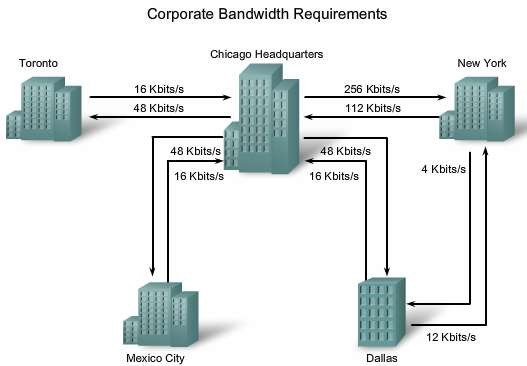 Corporate Bandwidth Requirements
Chicago Headquarters
Toronto
New York
16 Kbits/s
256 Kbits/s
48 Kbits/s
112 Kbits/s
48 Kbits/s
48 Kbits/s
16 Kbits/s
16 Kbits/s
4 Kbits/s
12 Kbits/s
Mexico City
Dallas